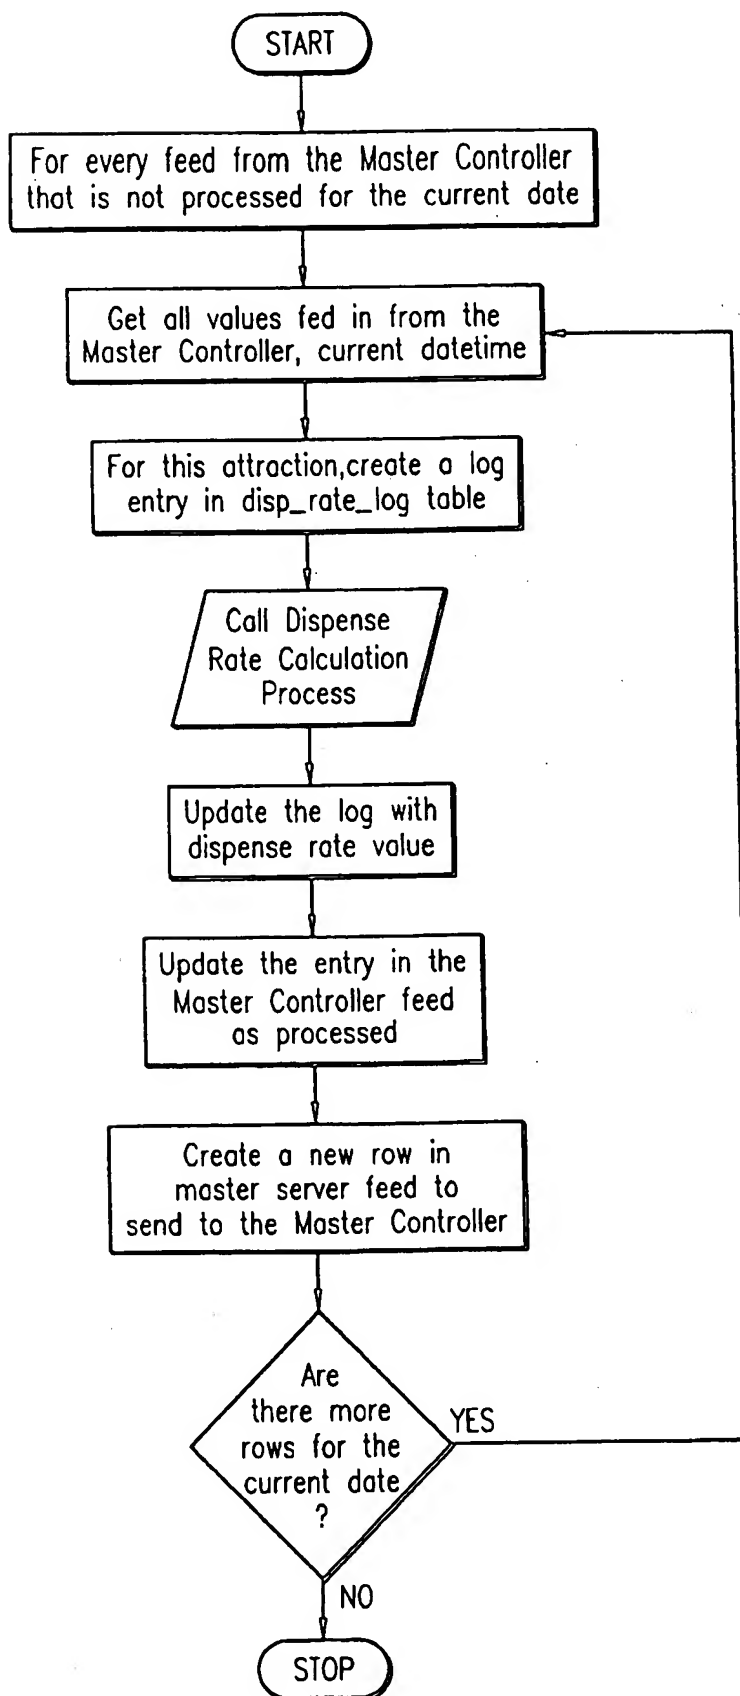 START
For every feed from the Master Controller
that is not processed for the current date
Get all values fed in from the
Master Controller, current datetime
For this attraction,create a log
entry in disp_rate_log table
Call Dispense
Rate Calculation
Process
Update the log with
dispense rate value
Update the entry in the
Master Controller feed
as processed
Create a new row in
master server feed to
send to the Master Controller
Are
there more
rows for the
current date
?
YES
NO
STOP